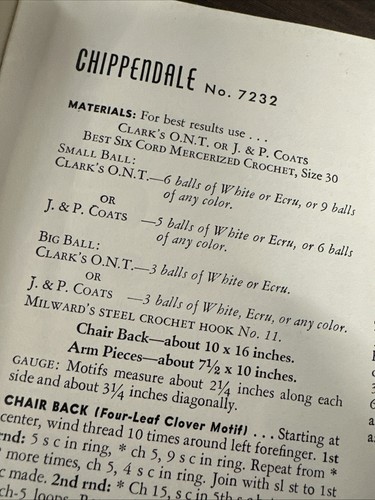 CHIPPENDALE No. 7232
MATERIALS: For best results use . . .
CLARK'S O.N.T. OR J. & P. COATS
BEST SIX CORD MERCERIZED CROCHET, Size 30
SMALL BALL:
CLARK'S O.N.T.—6 balls of White or Ecru, or 9 balls
of any color.
OR
J. & P. COATS —5 balls of White or Ecru, or 6 balls
of any color.
BIG BALL:
CLARK'S O.N.T.—3 balls of White or Ecru.
OR
J. & P. COATS —3 balls of White, Ecru, or any color.
MILWARD'S STEEL CROCHET HOOK No. 11.
Chair Back—about 10 x 16 inches.
Arm Pieces—about 7½ x 10 inches.
GAUGE: Motifs measure about 2¼ inches along each
side and about 3¼ inches diagonally.
CHAIR BACK (Four-Leaf Clover Motif) . . . Starting at
center, wind thread 10 times around left forefinger. 1st
rnd: 5 s c in ring, * ch 5, 9 s c in ring. Repeat from *
more times, ch 5, 4 s c in ring. Join with sl st to 1st
c made. 2nd rnd: * Ch 15, s c in 5th
ch-5 loops.